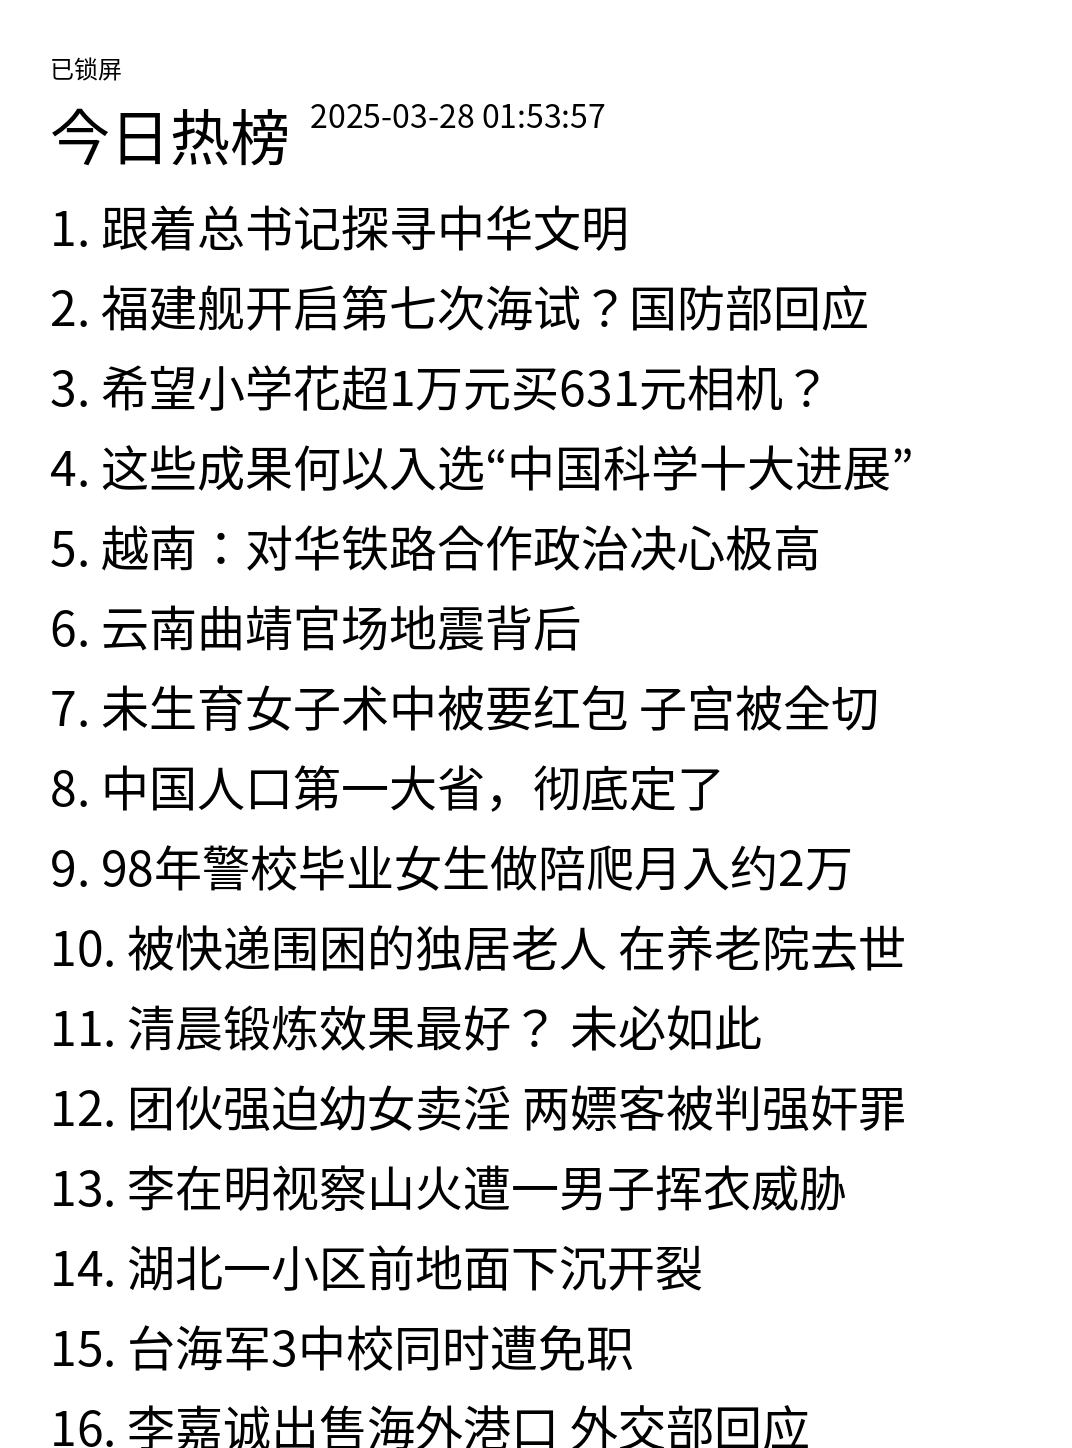 已锁屏
今日热榜 2025-03-28 01:53:57
1. 跟着总书记探寻中华文明
2. 福建舰开启第七次海试？国防部回应
3. 希望小学花超1万元买631元相机？
4. 这些成果何以入选“中国科学十大进展”
5. 越南：对华铁路合作政治决心极高
6. 云南曲靖官场地震背后
7. 未生育女子术中被要红包 子宫被全切
8. 中国人口第一大省，彻底定了
9. 98年警校毕业女生做陪爬月入约2万
10. 被快递围困的独居老人 在养老院去世
11. 清晨锻炼效果最好？ 未必如此
12. 团伙强迫幼女卖淫 两嫖客被判强奸罪
13. 李在明视察山火遭一男子挥衣威胁
14. 湖北一小区前地面下沉开裂
15. 台海军3中校同时遭免职
16. 李嘉诚出售海外港口 外交部回应